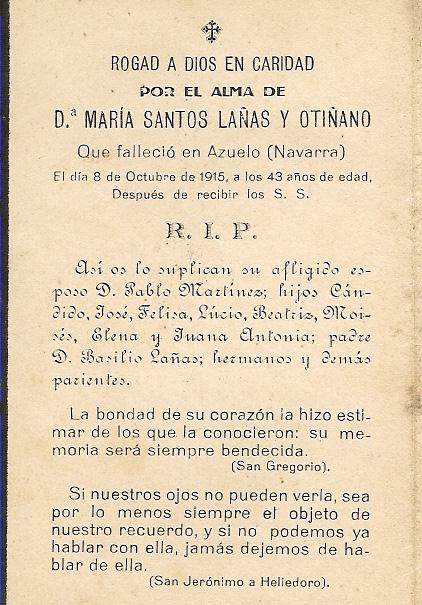 ROGAD A DIOS EN CARIDAD
POR EL ALMA DE
D.ª MARÍA SANTOS LAÑAS Y OTIÑANO
Que falleció en Azuelo (Navarra)
El día 8 de Octubre de 1915, a los 43 años de edad,
Después de recibir los S. S.
R. I. P.
Así os lo suplican su afligido es-
poso D. Pablo Martínez; hijos Cán-
dido, José, Felisa, Lúcio, Beatriz, Moi-
sés, Elena y Juana Antonia; padre
D. Basilio Lañas; hermanos y demás
parientes.
La bondad de su corazón la hizo esti-
mar de los que la conocieron: su me-
moria será siempre bendecida.
(San Gregorio).
Si nuestros ojos no pueden verla, sea
por lo menos siempre el objeto de
nuestro recuerdo, y si no podemos ya
hablar con ella, jamás dejemos de ha-
blar de ella.
(San Jerónimo a Heliedoro).